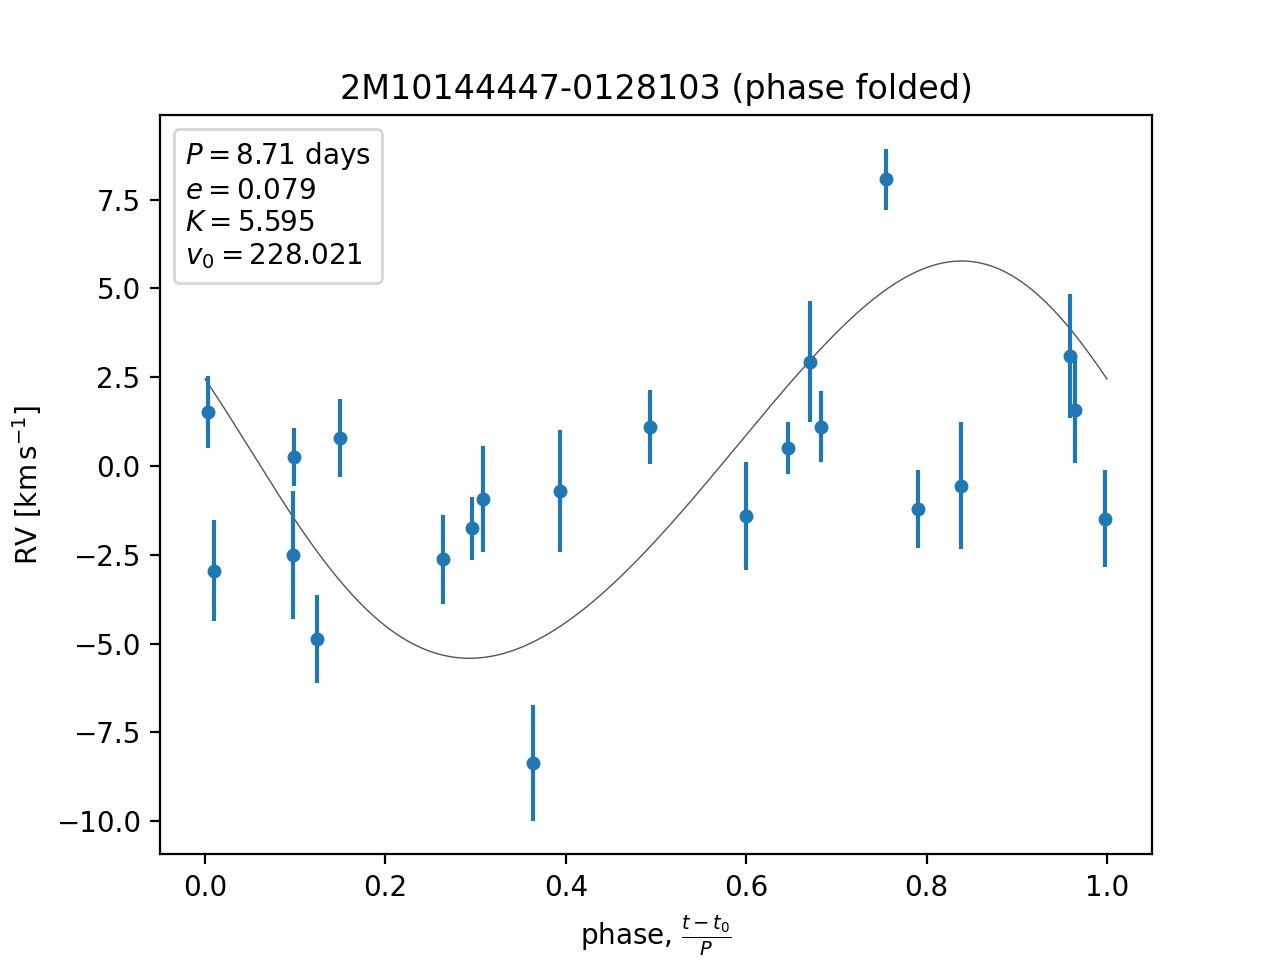 2M10144447-0128103 (phase folded)
P = 8.71 days
e = 0.079
K = 5.595
v₀ = 228.021
RV [km s⁻¹]
7.5
5.0
2.5
0.0
−2.5
−5.0
−7.5
−10.0
0.0 0.2 0.4 0.6 0.8 1.0
phase, (t − t₀)/P